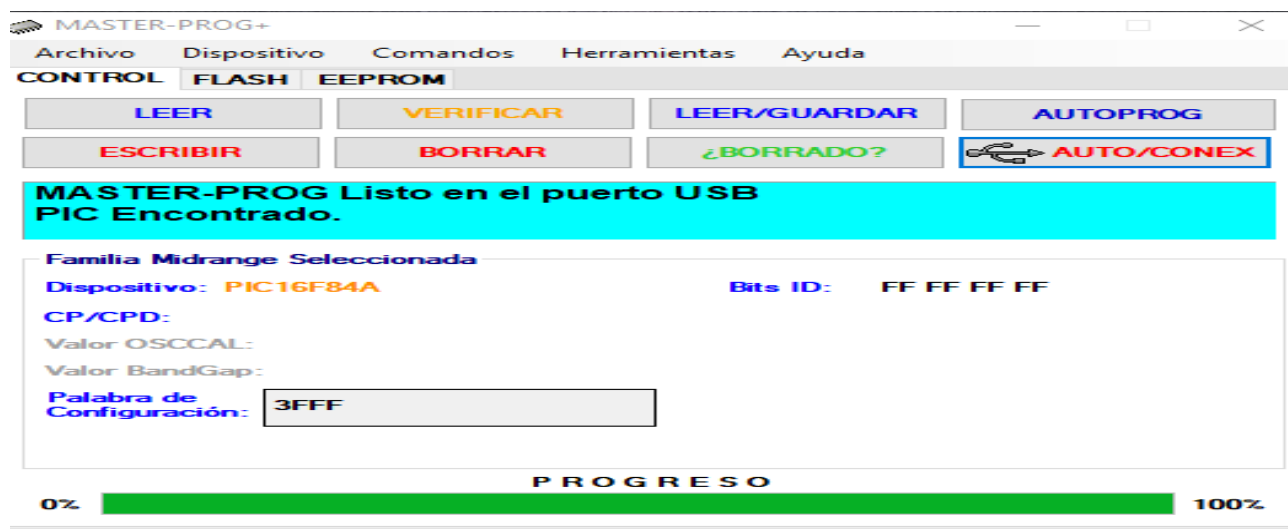 MASTER-PROG+
Archivo Dispositivo Comandos Herramientas Ayuda
CONTROL FLASH EEPROM
LEER VERIFICAR LEER/GUARDAR AUTOPROG
ESCRIBIR BORRAR ¿BORRADO? AUTO/CONEX
MASTER-PROG Listo en el puerto USB
PIC Encontrado.
Familia Midrange Seleccionada
Dispositivo: PIC16F84A Bits ID: FF FF FF FF
CP/CPD:
Valor OSCCAL:
Valor BandGap:
Palabra de
Configuración: 3FFF
PROGRESO
0% 100%